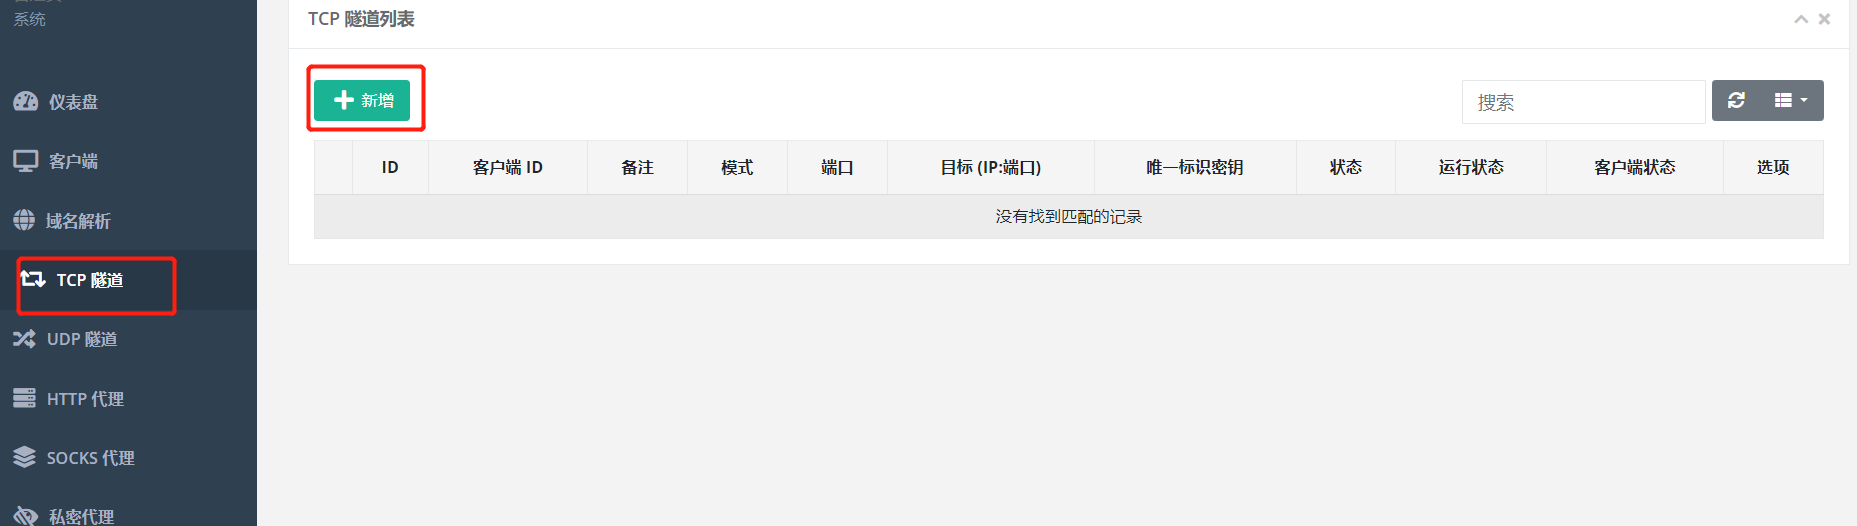 系统
仪表盘
客户端
域名解析
TCP 隧道
UDP 隧道
HTTP 代理
SOCKS 代理
私密代理
TCP 隧道列表
新增
搜索
ID 客户端 ID 备注 模式 端口 目标 (IP:端口) 唯一标识密钥 状态 运行状态 客户端状态 选项
没有找到匹配的记录